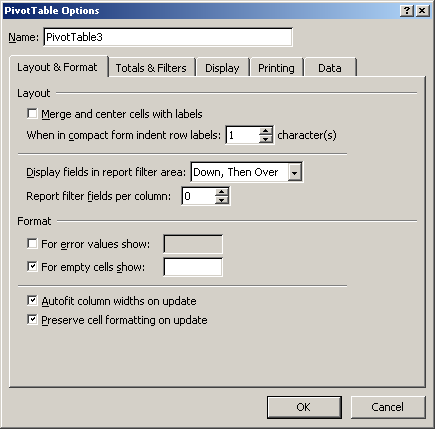 PivotTable Options
Name: PivotTable3
Layout & Format Totals & Filters Display Printing Data
Layout
Merge and center cells with labels
When in compact form indent row labels: 1 character(s)
Display fields in report filter area: Down, Then Over
Report filter fields per column: 0
Format
For error values show:
For empty cells show:
Autofit column widths on update
Preserve cell formatting on update
OK Cancel